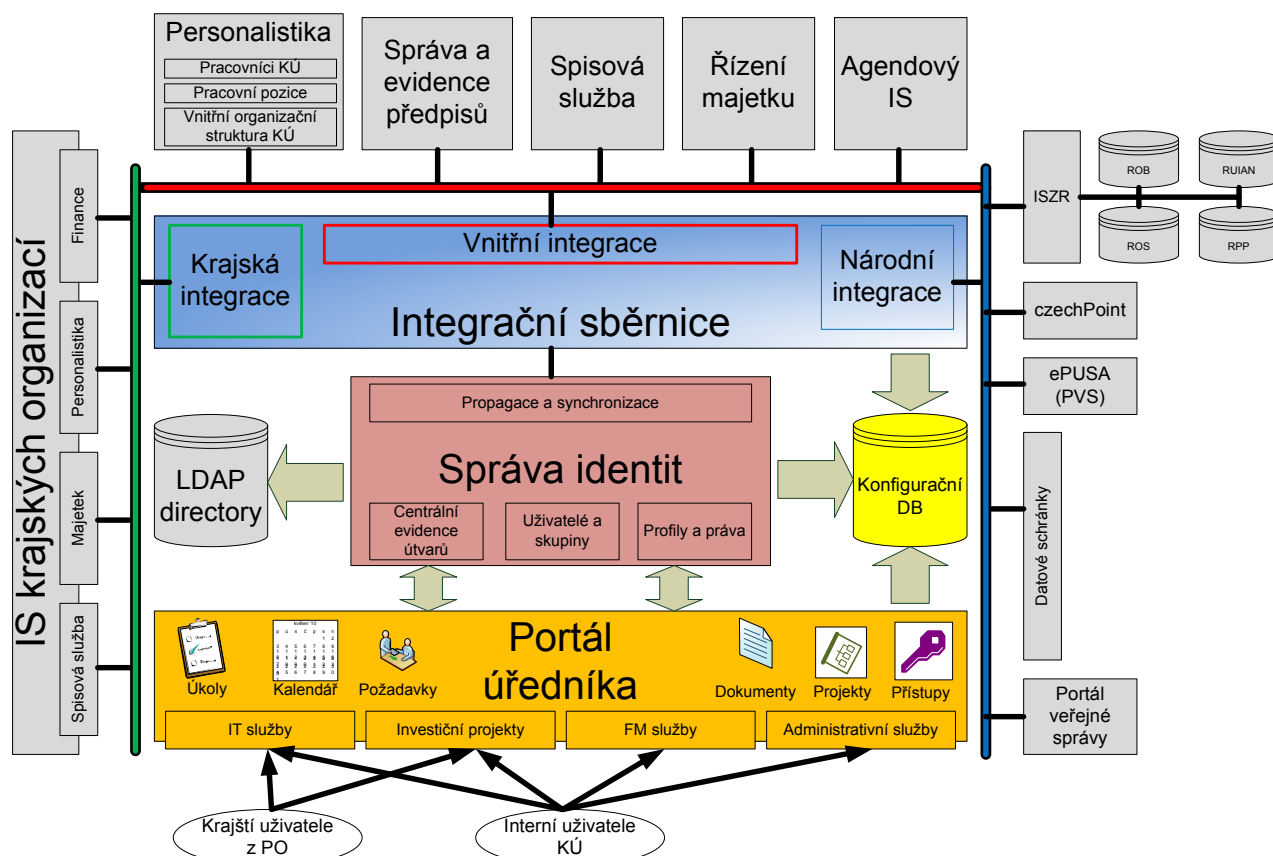 Personalistika
Pracovníci KÚ
Pracovní pozice
Vnitřní organizační
struktura KÚ
Správa a
evidence
předpisů
Spisová
služba
Řízení
majetku
Agendový
IS
IS krajských organizací
Finance
Personalistika
Majetek
Spisová služba
Krajská
integrace
Vnitřní integrace
Národní
integrace
Integrační sběrnice
ISZR
ROB
RUIAN
ROS
RPP
czechPoint
ePUSA
(PVS)
Datové schránky
Portál
veřejné
správy
Propagace a synchronizace
Správa identit
Centrální
evidence
útvarů
Uživatelé a
skupiny
Profily a práva
LDAP
directory
Konfigurační
DB
Portál
úředníka
květen '10
p ú s č p s n
Úkoly
Kalendář
Požadavky
Dokumenty
Projekty
Přístupy
IT služby
Investiční projekty
FM služby
Administrativní služby
Krajští uživatele
z PO
Interní uživatele
KÚ